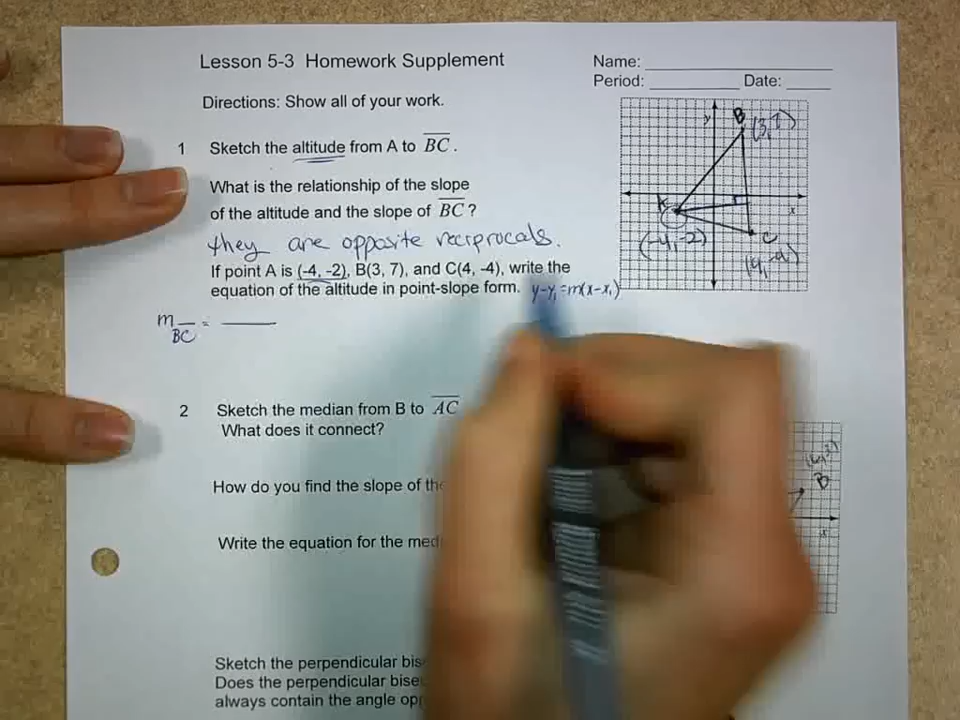 Lesson 5-3 Homework Supplement
Name:
Period: Date:
Directions: Show all of your work.
1 Sketch the altitude from A to BC.
What is the relationship of the slope
of the altitude and the slope of BC?
they are opposite reciprocals.
If point A is (-4, -2), B(3, 7), and C(4, -4), write the
equation of the altitude in point-slope form. y-y₁=m(x-x₁)
m BC =
y
B (3,7)
A
x
(-4,-2)
C
(4,-4)
2 Sketch the median from B to AC
What does it connect?
How do you find the slope of the
Write the equation for the med
B
x
Sketch the perpendicular bis
Does the perpendicular bise
always contain the angle op